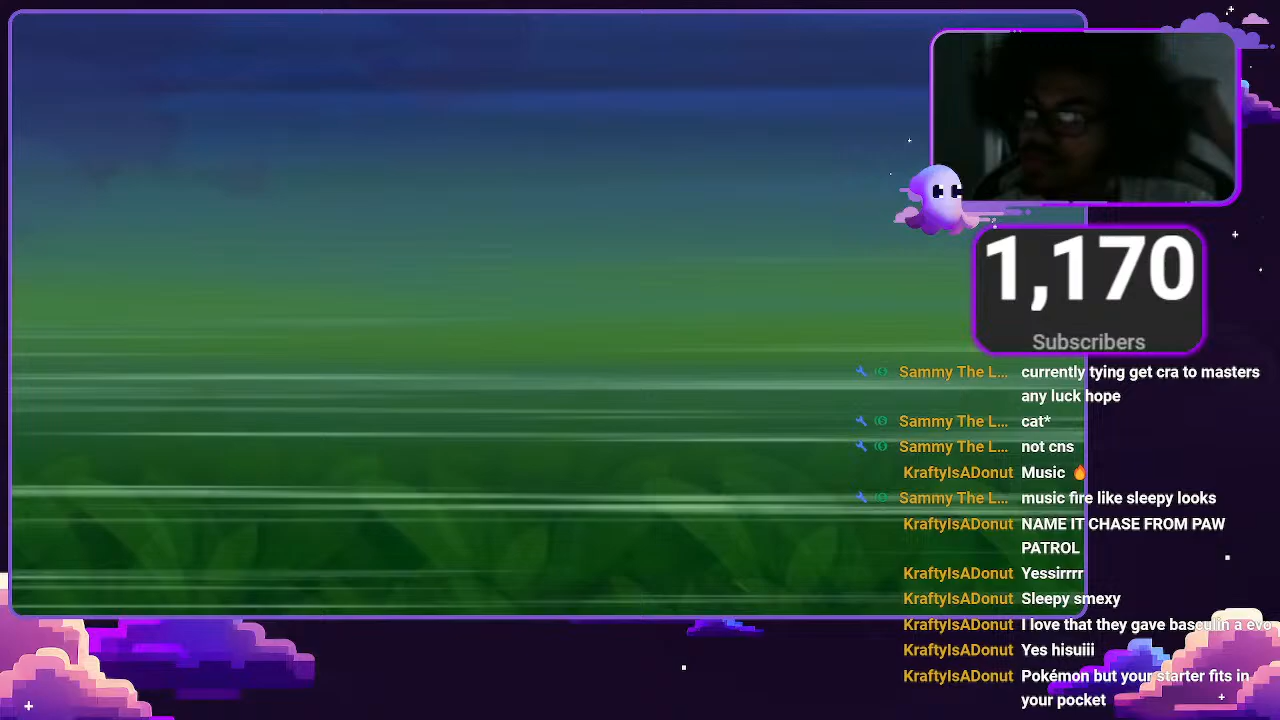 1,170
Subscribers
Sammy The L... currently tying get cra to masters
any luck hope
Sammy The L... cat*
Sammy The L... not cns
KraftyIsADonut Music 🔥
Sammy The L... music fire like sleepy looks
KraftyIsADonut NAME IT CHASE FROM PAW
PATROL
KraftyIsADonut Yessirrrr
KraftyIsADonut Sleepy smexy
KraftyIsADonut I love that they gave basculin a evo
KraftyIsADonut Yes hisuiii
KraftyIsADonut Pokémon but your starter fits in
your pocket